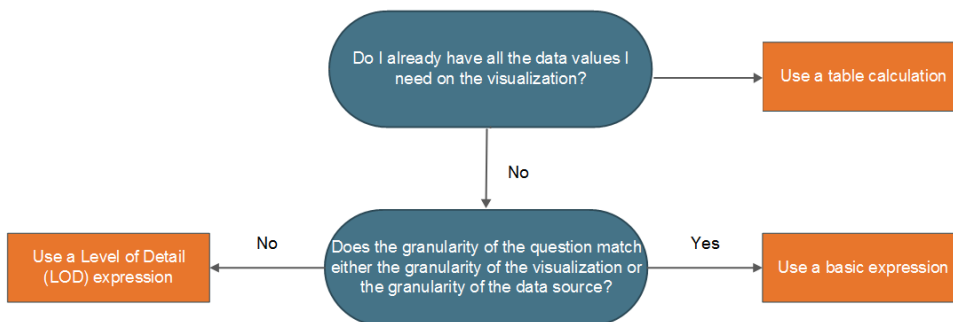 Do I already have all the data values I
need on the visualization?
Use a table calculation
No
Does the granularity of the question match
either the granularity of the visualization or
the granularity of the data source?
No
Yes
Use a Level of Detail
(LOD) expression
Use a basic expression